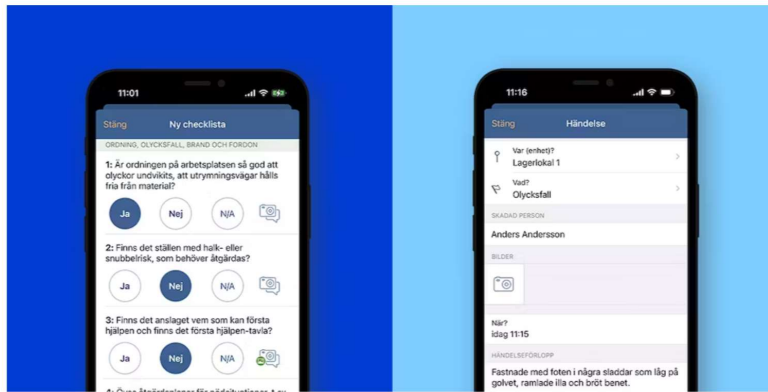 11:01
Stäng
Ny checklista
ORDNING, OLYCKSFALL, BRAND OCH FORDON
1: Är ordningen på arbetsplatsen så god att
olyckor undvikits, att utrymningsvägar hålls
fria från material?
Ja
Nej
N/A
2: Finns det ställen med halk- eller
snubbelrisk, som behöver åtgärdas?
Ja
Nej
N/A
3: Finns det anslaget vem som kan första
hjälpen och finns det första hjälpen-tavla?
Ja
Nej
N/A
11:16
Stäng
Händelse
Var (enhet)?
Lagerlokal 1
Vad?
Olycksfall
SKADAD PERSON
Anders Andersson
BILDER
När?
idag 11:15
HÄNDELSEFÖRLOPP
Fastnade med foten i några sladdar som låg på
golvet, ramlade illa och bröt benet.